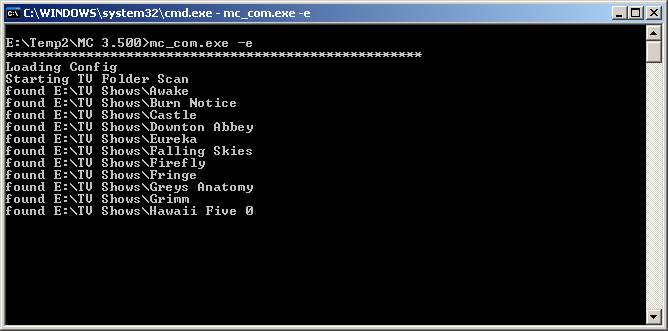 C:\WINDOWS\system32\cmd.exe - mc_com.exe -e
E:\Temp2\MC 3.500>mc_com.exe -e
****************************************************
Loading Config
Starting TV Folder Scan
found E:\TV Shows\Awake
found E:\TV Shows\Burn Notice
found E:\TV Shows\Castle
found E:\TV Shows\Downton Abbey
found E:\TV Shows\Eureka
found E:\TV Shows\Falling Skies
found E:\TV Shows\Firefly
found E:\TV Shows\Fringe
found E:\TV Shows\Greys Anatomy
found E:\TV Shows\Grimm
found E:\TV Shows\Hawaii Five 0